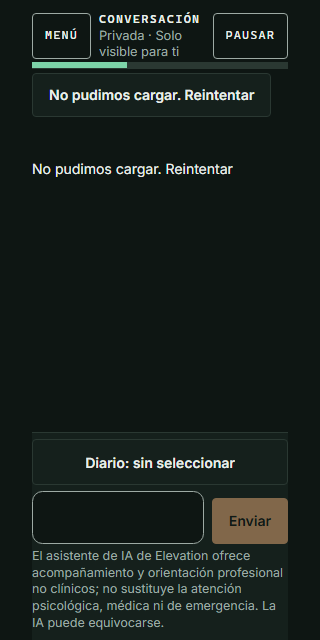 MENÚ
CONVERSACIÓN
Privada · Solo
visible para ti
PAUSAR
No pudimos cargar. Reintentar
No pudimos cargar. Reintentar
Diario: sin seleccionar
Enviar
El asistente de IA de Elevation ofrece
acompañamiento y orientación profesional
no clínicos; no sustituye la atención
psicológica, médica ni de emergencia. La
IA puede equivocarse.